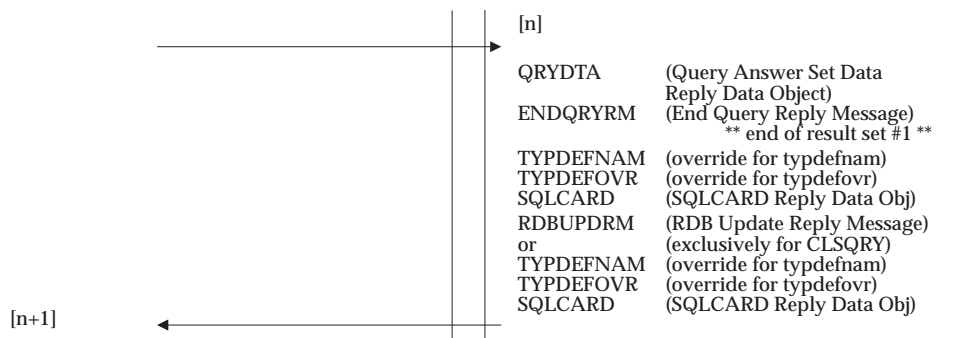 [n]
QRYDTA (Query Answer Set Data
Reply Data Object)
ENDQRYRM (End Query Reply Message)
** end of result set #1 **
TYPDEFNAM (override for typdefnam)
TYPDEFOVR (override for typdefovr)
SQLCARD (SQLCARD Reply Data Obj)
RDBUPDRM (RDB Update Reply Message)
or (exclusively for CLSQRY)
TYPDEFNAM (override for typdefnam)
TYPDEFOVR (override for typdefovr)
SQLCARD (SQLCARD Reply Data Obj)
[n+1]